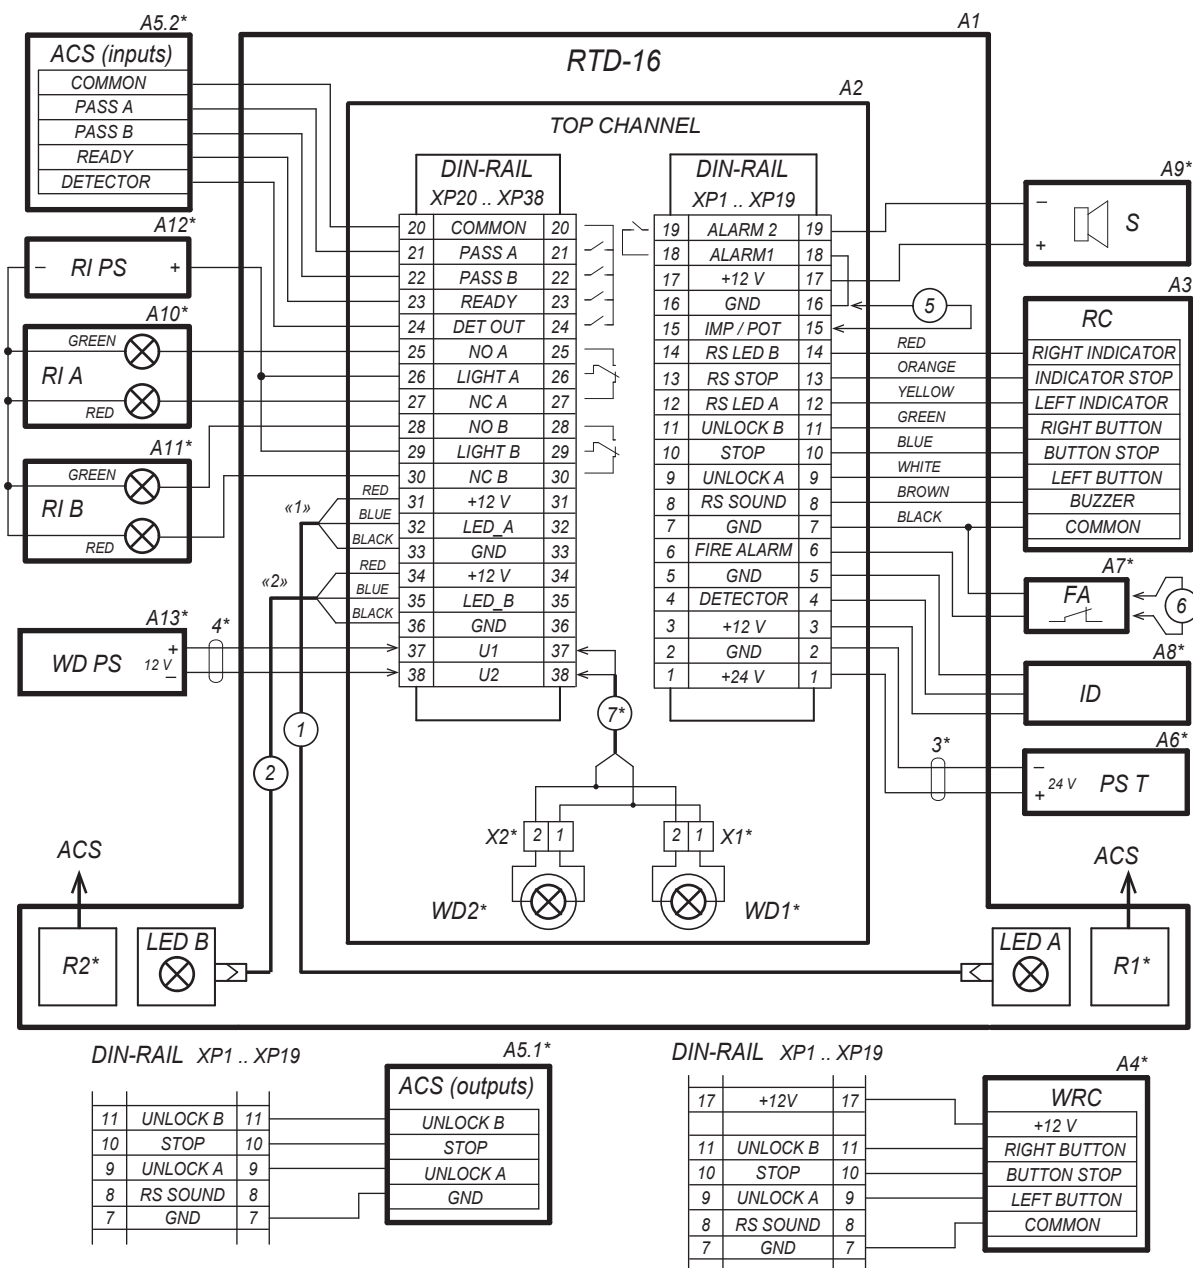 A5.2*
A1
ACS (inputs)
COMMON
PASS A
PASS B
READY
DETECTOR
RTD-16
A2
TOP CHANNEL
DIN-RAIL
XP20 .. XP38
20 COMMON 20
21 PASS A 21
22 PASS B 22
23 READY 23
24 DET OUT 24
25 NO A 25
26 LIGHT A 26
27 NC A 27
28 NO B 28
29 LIGHT B 29
30 NC B 30
31 +12 V 31
32 LED_A 32
33 GND 33
34 +12 V 34
35 LED_B 35
36 GND 36
37 U1 37
38 U2 38
DIN-RAIL
XP1 .. XP19
19 ALARM 2 19
18 ALARM1 18
17 +12 V 17
16 GND 16
15 IMP / POT 15
14 RS LED B 14
13 RS STOP 13
12 RS LED A 12
11 UNLOCK B 11
10 STOP 10
9 UNLOCK A 9
8 RS SOUND 8
7 GND 7
6 FIRE ALARM 6
5 GND 5
4 DETECTOR 4
3 +12 V 3
2 GND 2
1 +24 V 1
A12*
− RI PS +
A10*
GREEN
RI A
RED
A11*
GREEN
RI B
RED
«1»
RED
BLUE
BLACK
«2»
RED
BLUE
BLACK
A13*
4*
WD PS 12 V + −
1
2
5
7*
A9*
− S
+
A3
RC
RED RIGHT INDICATOR
ORANGE INDICATOR STOP
YELLOW LEFT INDICATOR
GREEN RIGHT BUTTON
BLUE BUTTON STOP
WHITE LEFT BUTTON
BROWN BUZZER
BLACK COMMON
A7*
FA
6
A8*
ID
A6*
3*
− 24 V PS T
+
X2* 2 1
2 1 X1*
WD2*
WD1*
ACS
ACS
R2*
LED B
LED A
R1*
DIN-RAIL XP1 .. XP19
A5.1*
ACS (outputs)
11 UNLOCK B 11 UNLOCK B
10 STOP 10 STOP
9 UNLOCK A 9 UNLOCK A
8 RS SOUND 8 GND
7 GND 7
DIN-RAIL XP1 .. XP19
A4*
WRC
17 +12V 17 +12 V
11 UNLOCK B 11 RIGHT BUTTON
10 STOP 10 BUTTON STOP
9 UNLOCK A 9 LEFT BUTTON
8 RS SOUND 8 COMMON
7 GND 7